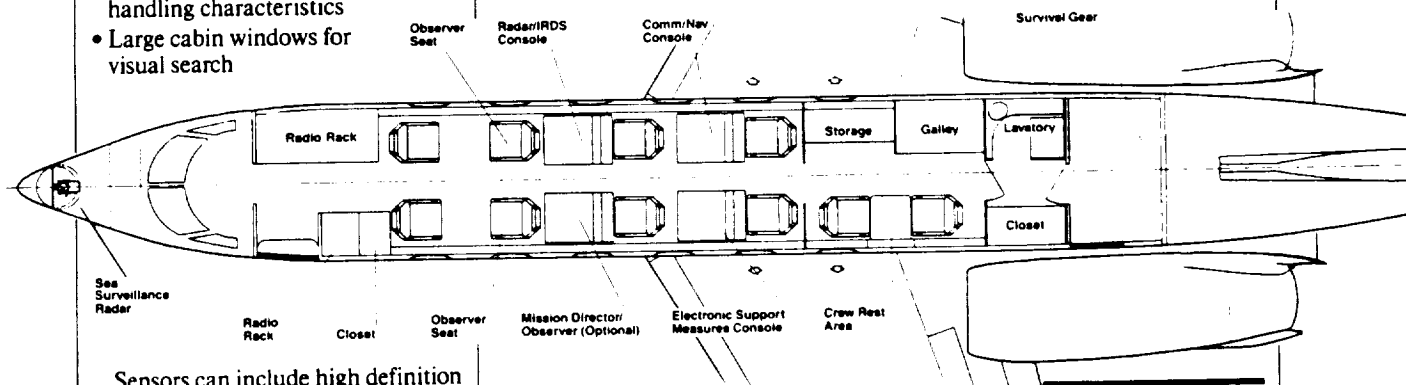 handling characteristics
• Large cabin windows for
visual search
Observer
Seat
Radar/IRDS
Console
Comm/Nav
Console
Survival Gear
Radio Rack
Storage
Galley
Lavatory
Closet
Sea
Surveillance
Radar
Radio
Rack
Closet
Observer
Seat
Mission Director/
Observer (Optional)
Electronic Support
Measures Console
Crew Rest
Area
Sensors can include high definition